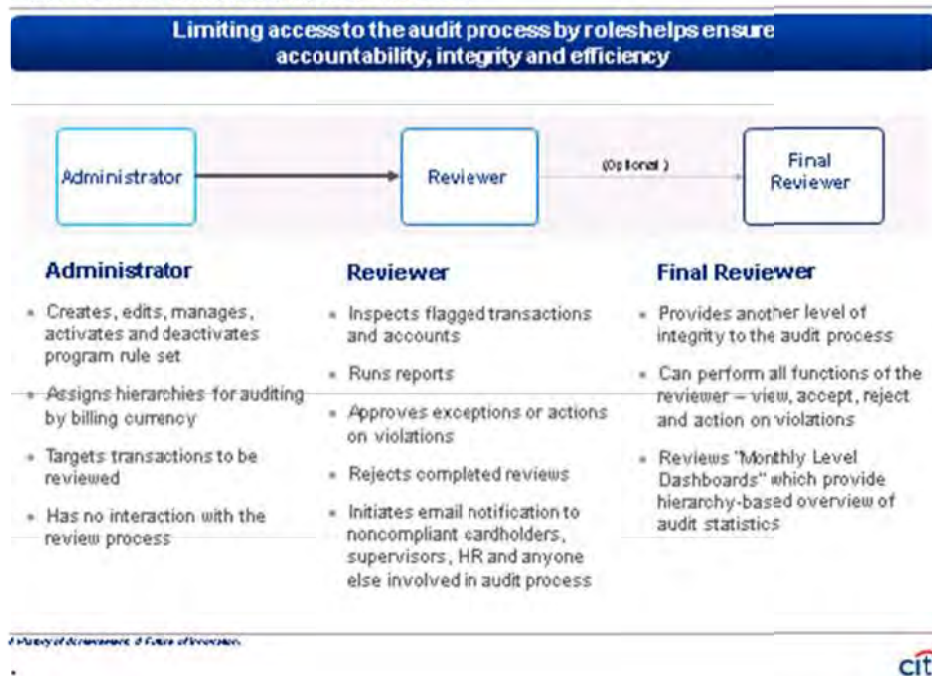 Limiting access to the audit process by roleshelps ensure
accountability, integrity and efficiency
Administrator
Reviewer
(Optional)
Final
Reviewer
Administrator
Creates, edits, manages,
activates and deactivates
program rule set
Assigns hierarchies for auditing
by billing currency
Targets transactions to be
reviewed
Has no interaction with the
review process
Reviewer
Inspects flagged transactions
and accounts
Runs reports
Approves exceptions or actions
on violations
Rejects completed reviews
Initiates email notification to
noncompliant cardholders,
supervisors, HR and anyone
else involved in audit process
Final Reviewer
Provides another level of
integrity to the audit process
Can perform all functions of the
reviewer – view, accept, reject
and action on violations
Reviews "Monthly Level
Dashboards" which provide
hierarchy-based overview of
audit statistics
A History of Achievement. A Future of Innovation.
cit